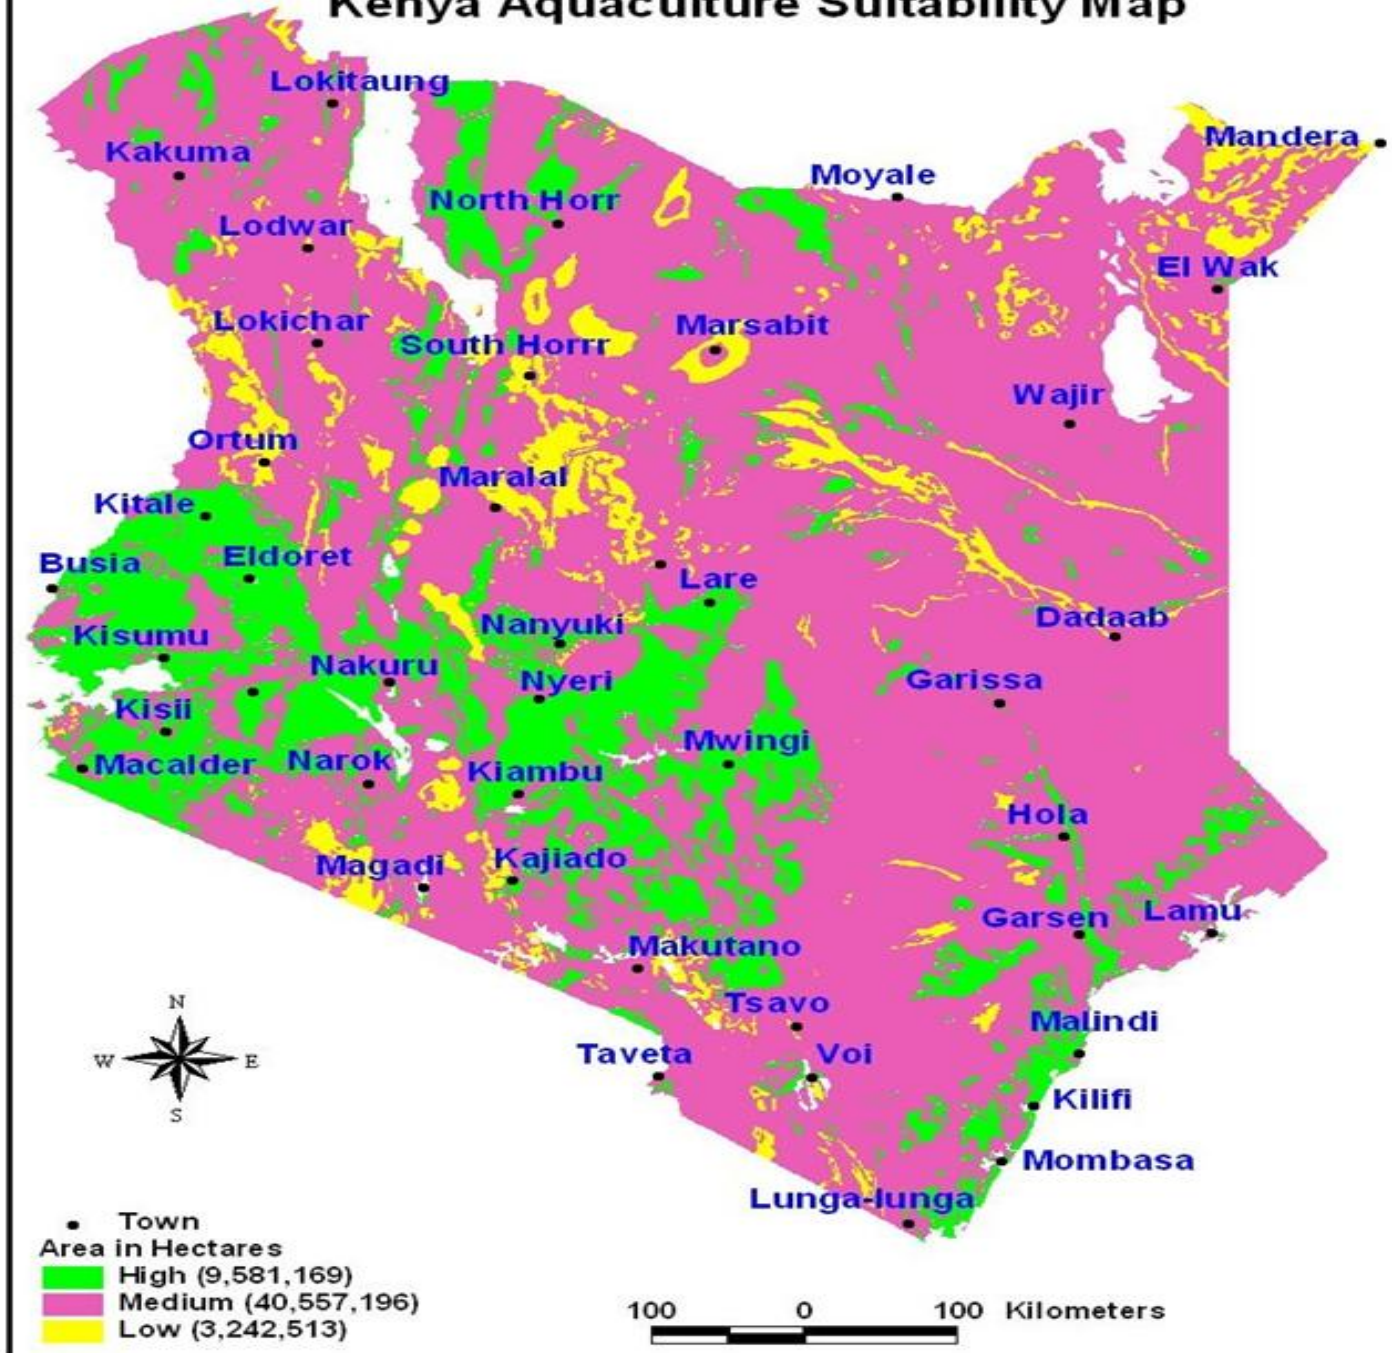 Kenya Aquaculture Suitability Map
Lokitaung
Mandera
Kakuma
Moyale
North Horr
Lodwar
El Wak
Lokichar
Marsabit
South Horrr
Wajir
Ortum
Maralal
Kitale
Eldoret
Busia
Lare
Dadaab
Nanyuki
Kisumu
Nakuru
Nyeri
Garissa
Kisii
Mwingi
Macalder
Narok
Kiambu
Hola
Kajiado
Magadi
Lamu
Garsen
Makutano
Tsavo
Malindi
Taveta
Voi
Kilifi
Mombasa
Lunga-lunga
N
W E
S
Town
Area in Hectares
High (9,581,169)
Medium (40,557,196)
Low (3,242,513)
100 0 100 Kilometers